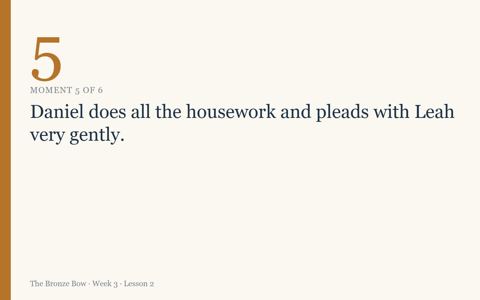 5
MOMENT 5 OF 6
Daniel does all the housework and pleads with Leah
very gently.
The Bronze Bow · Week 3 · Lesson 2